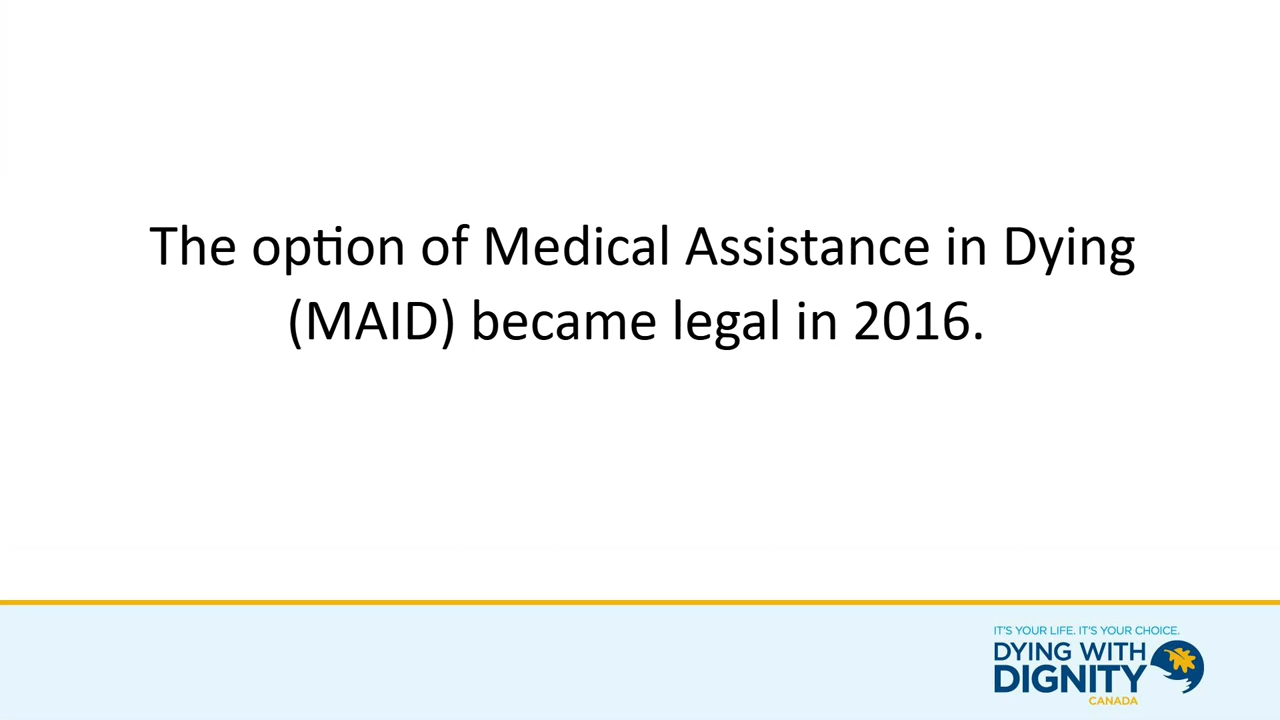 The option of Medical Assistance in Dying
(MAID) became legal in 2016.
IT'S YOUR LIFE. IT'S YOUR CHOICE.
DYING WITH
DIGNITY
CANADA